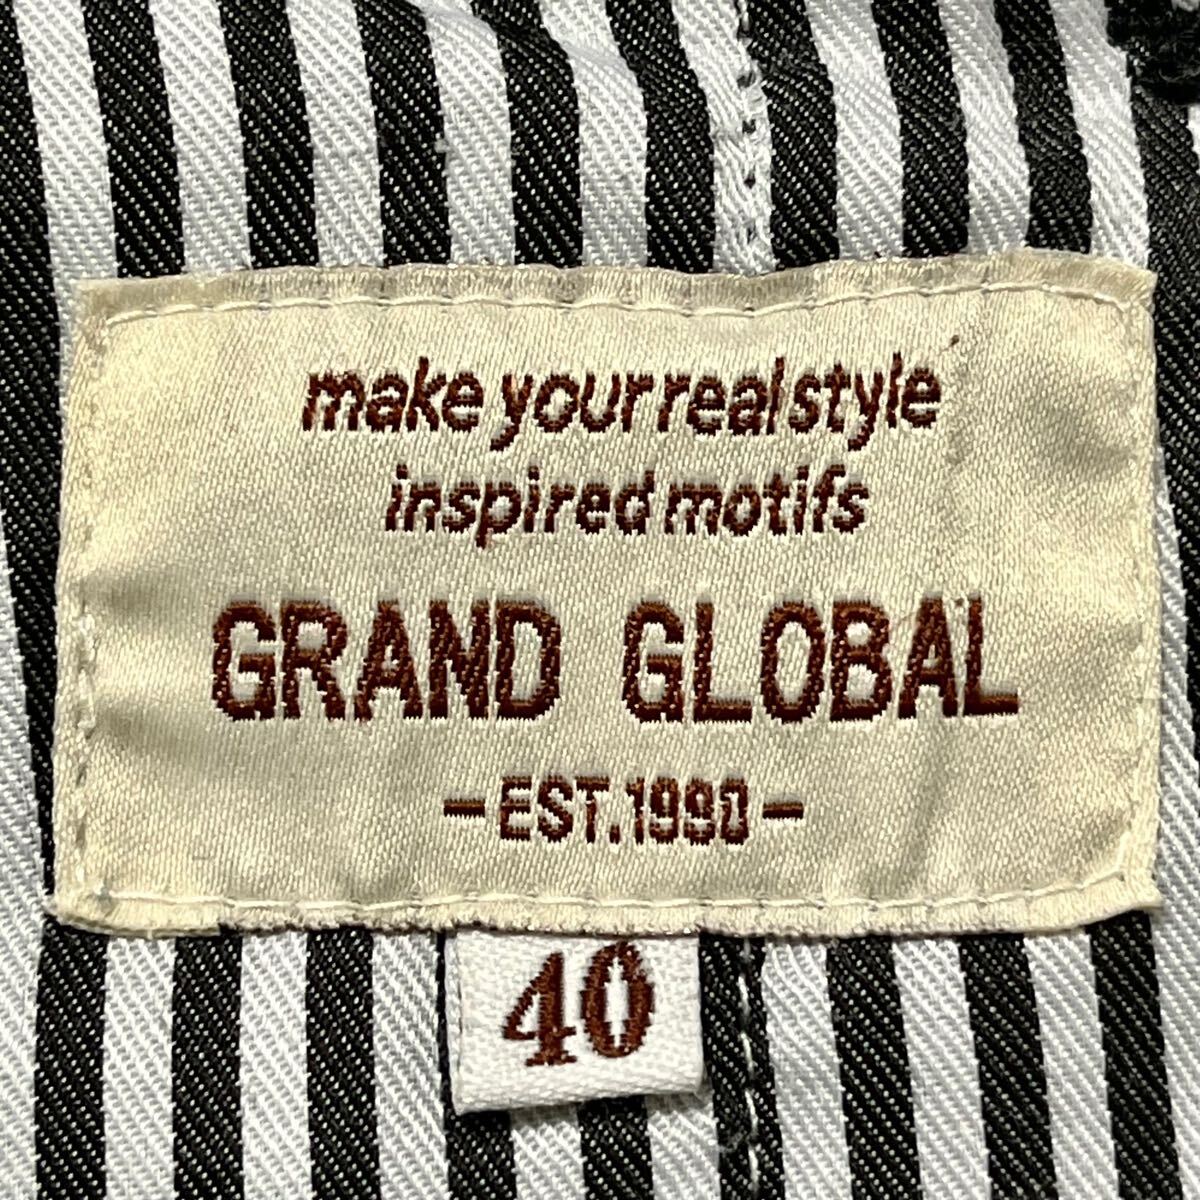 make your real style
inspired motifs
GRAND GLOBAL
-EST.1990-
40